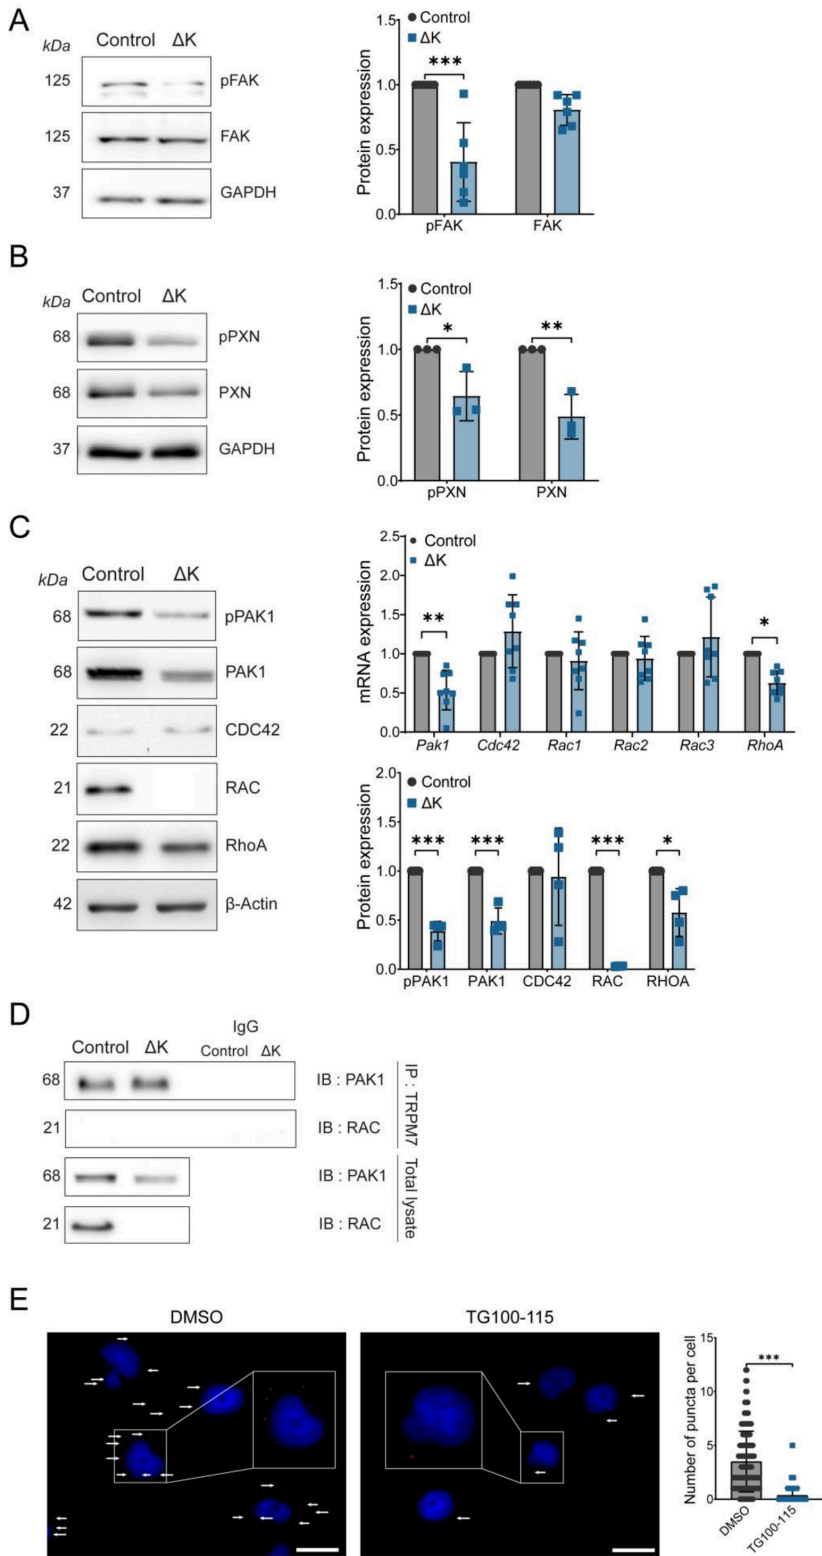 A
kDa Control ΔK
125 pFAK
125 FAK
37 GAPDH
Protein expression
1.5
1.0
0.5
0.0
Control
ΔK
***
pFAK FAK
B
kDa Control ΔK
68 pPXN
68 PXN
37 GAPDH
Protein expression
1.5
1.0
0.5
0.0
Control
ΔK
* **
pPXN PXN
C
kDa Control ΔK
68 pPAK1
68 PAK1
22 CDC42
21 RAC
22 RhoA
42 β-Actin
mRNA expression
2.5
2.0
1.5
1.0
0.5
0.0
Control
ΔK
** *
Pak1 Cdc42 Rac1 Rac2 Rac3 RhoA
Protein expression
2.0
1.5
1.0
0.5
0.0
Control
ΔK
*** *** *** *
pPAK1 PAK1 CDC42 RAC RHOA
D
IgG
Control ΔK Control ΔK
68 IB : PAK1
21 IB : RAC
IP : TRPM7
68 IB : PAK1
21 IB : RAC
Total lysate
E
DMSO TG100-115
Number of puncta per cell
15
10
5
0
***
DMSO TG100-115